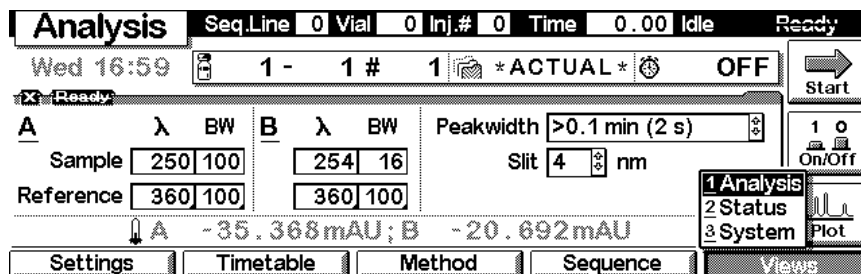 Analysis Seq.Line 0 Vial 0 Inj.# 0 Time 0.00 Idle Ready
Wed 16:59 1 - 1 # 1 *ACTUAL* OFF
Start
X Ready
A λ BW B λ BW Peakwidth >0.1 min (2 s)
1 0
Sample 250 100 254 16 Slit 4 nm
On/Off
Reference 360 100 360 100
1 Analysis
2 Status
A -35.368mAU; B -20.692mAU
3 System
Plot
Settings Timetable Method Sequence Views